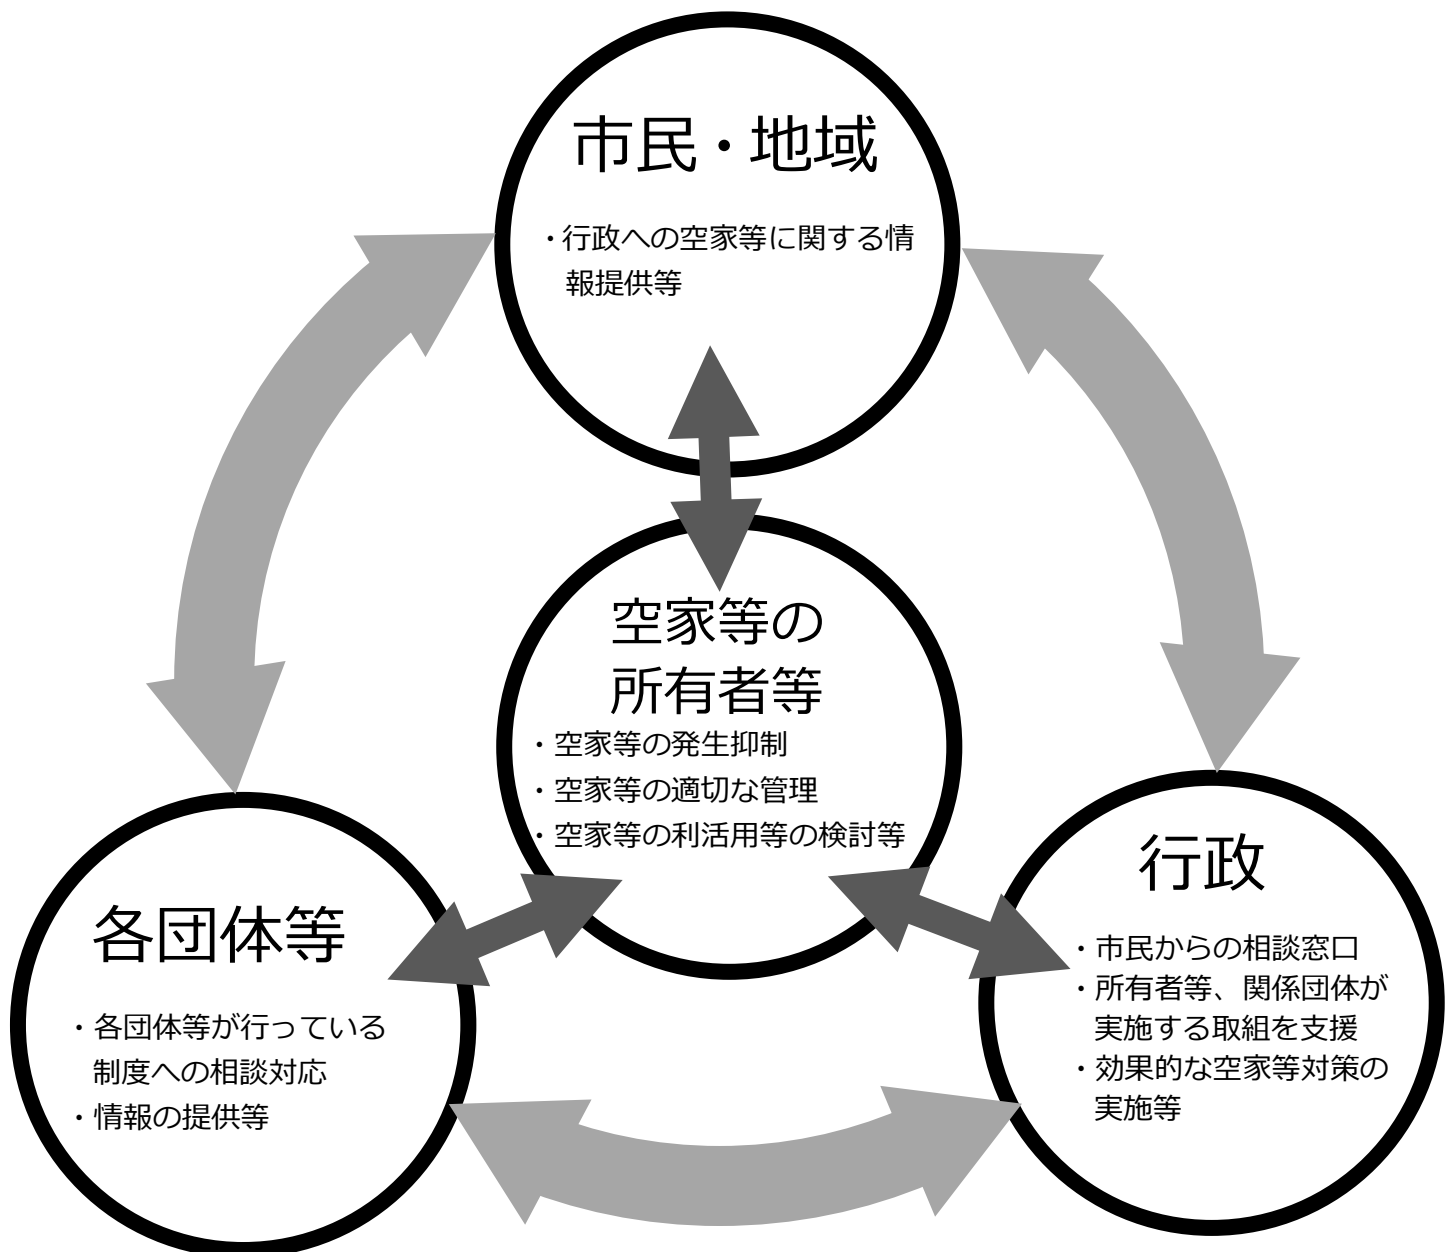 市民・地域
・行政への空家等に関する情
報提供等
空家等の
所有者等
・空家等の発生抑制
・空家等の適切な管理
・空家等の利活用等の検討等
各団体等
・各団体等が行っている
制度への相談対応
・情報の提供等
行政
・市民からの相談窓口
・所有者等、関係団体が
実施する取組を支援
・効果的な空家等対策の
実施等